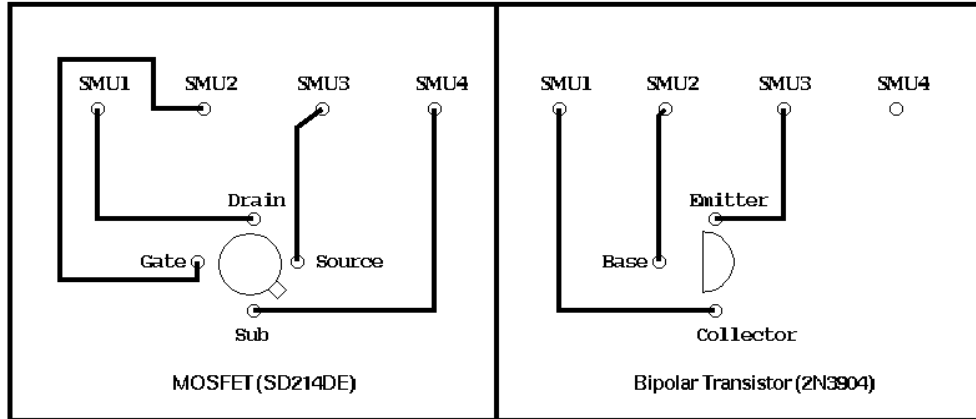 SMU1 SMU2 SMU3 SMU4
Drain
Gate Source
Sub
MOSFET (SD214DE)
SMU1 SMU2 SMU3 SMU4
Emitter
Base
Collector
Bipolar Transistor (2N3904)